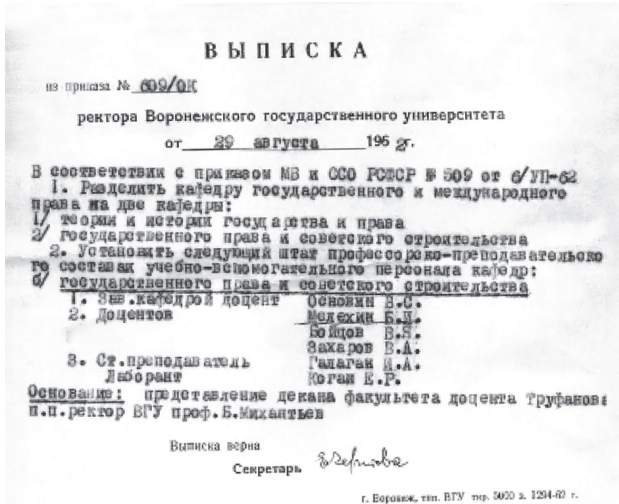 ВЫПИСКА
из приказа № 609/ОК
ректора Воронежского государственного университета
от 29 августа 1962г.
В соответствии с приказом МВ и ССО РСФСР № 509 от 6/УП-62
1. Разделить кафедру государственного и международного
права на две кафедры:
1/ теории и истории государства и права
2/ государственного права и советского строительства
2. Установить следующий штат профессорско-преподавательско
го составаи учебно-вспомогательного персонала кафедр:
б/ государственного права и советского строительства
1. Зав.кафедрой доцент Основин В.С.
2. Доцентов Мелехин Б.И.
Бойцов В.Я.
Захаров В.А.
3. Ст.преподаватель Галаган И.А.
Лаборант Коган Е.Р.
Основание: представление декана факультета доцента Труфанова
п.п.ректор ВГУ проф.Б.Михантьев
Выписка верна
Секретарь
г. Воронеж, тип. ВГУ тир. 5000 з. 1294-62 г.